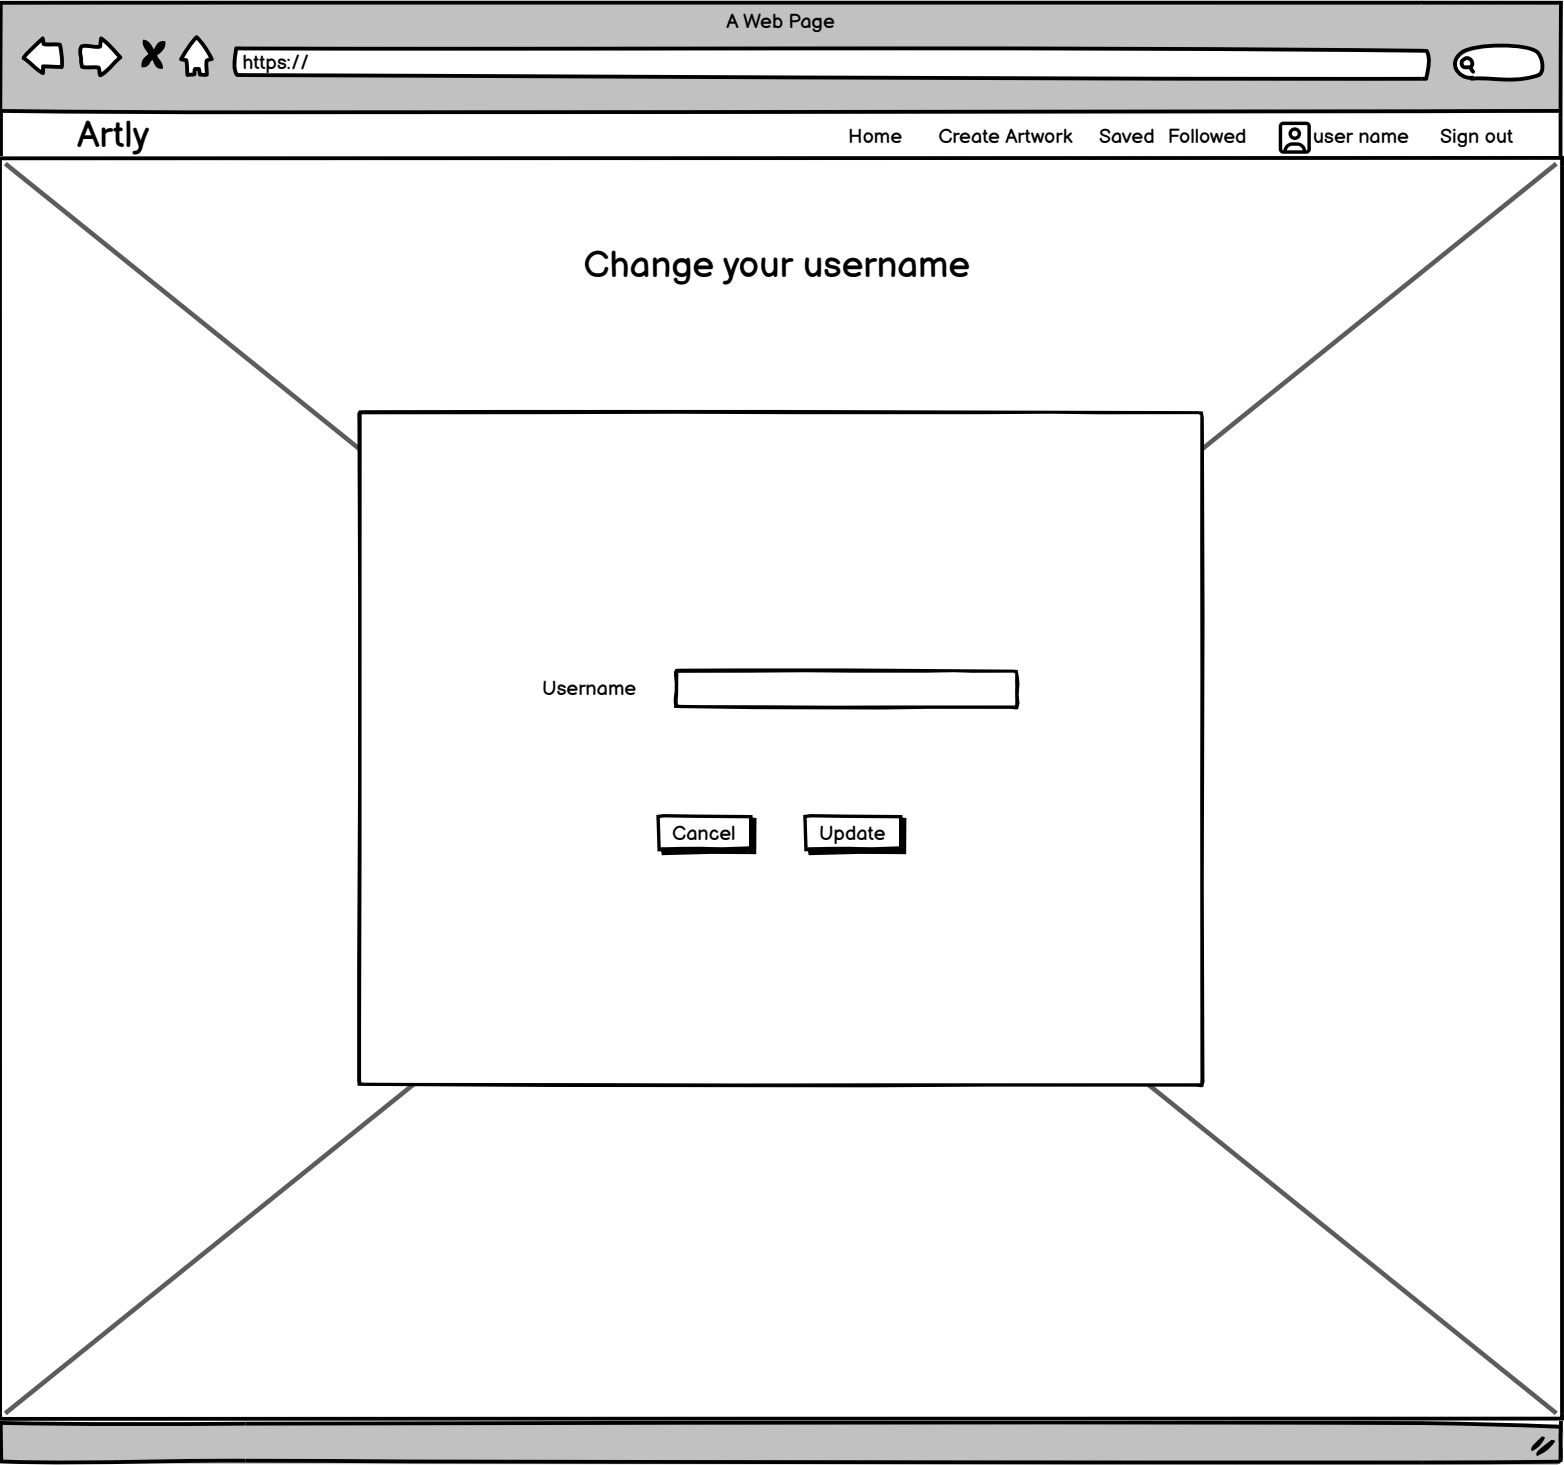 A Web Page
https://
Artly
Home Create Artwork Saved Followed user name Sign out
Change your username
Username
Cancel Update